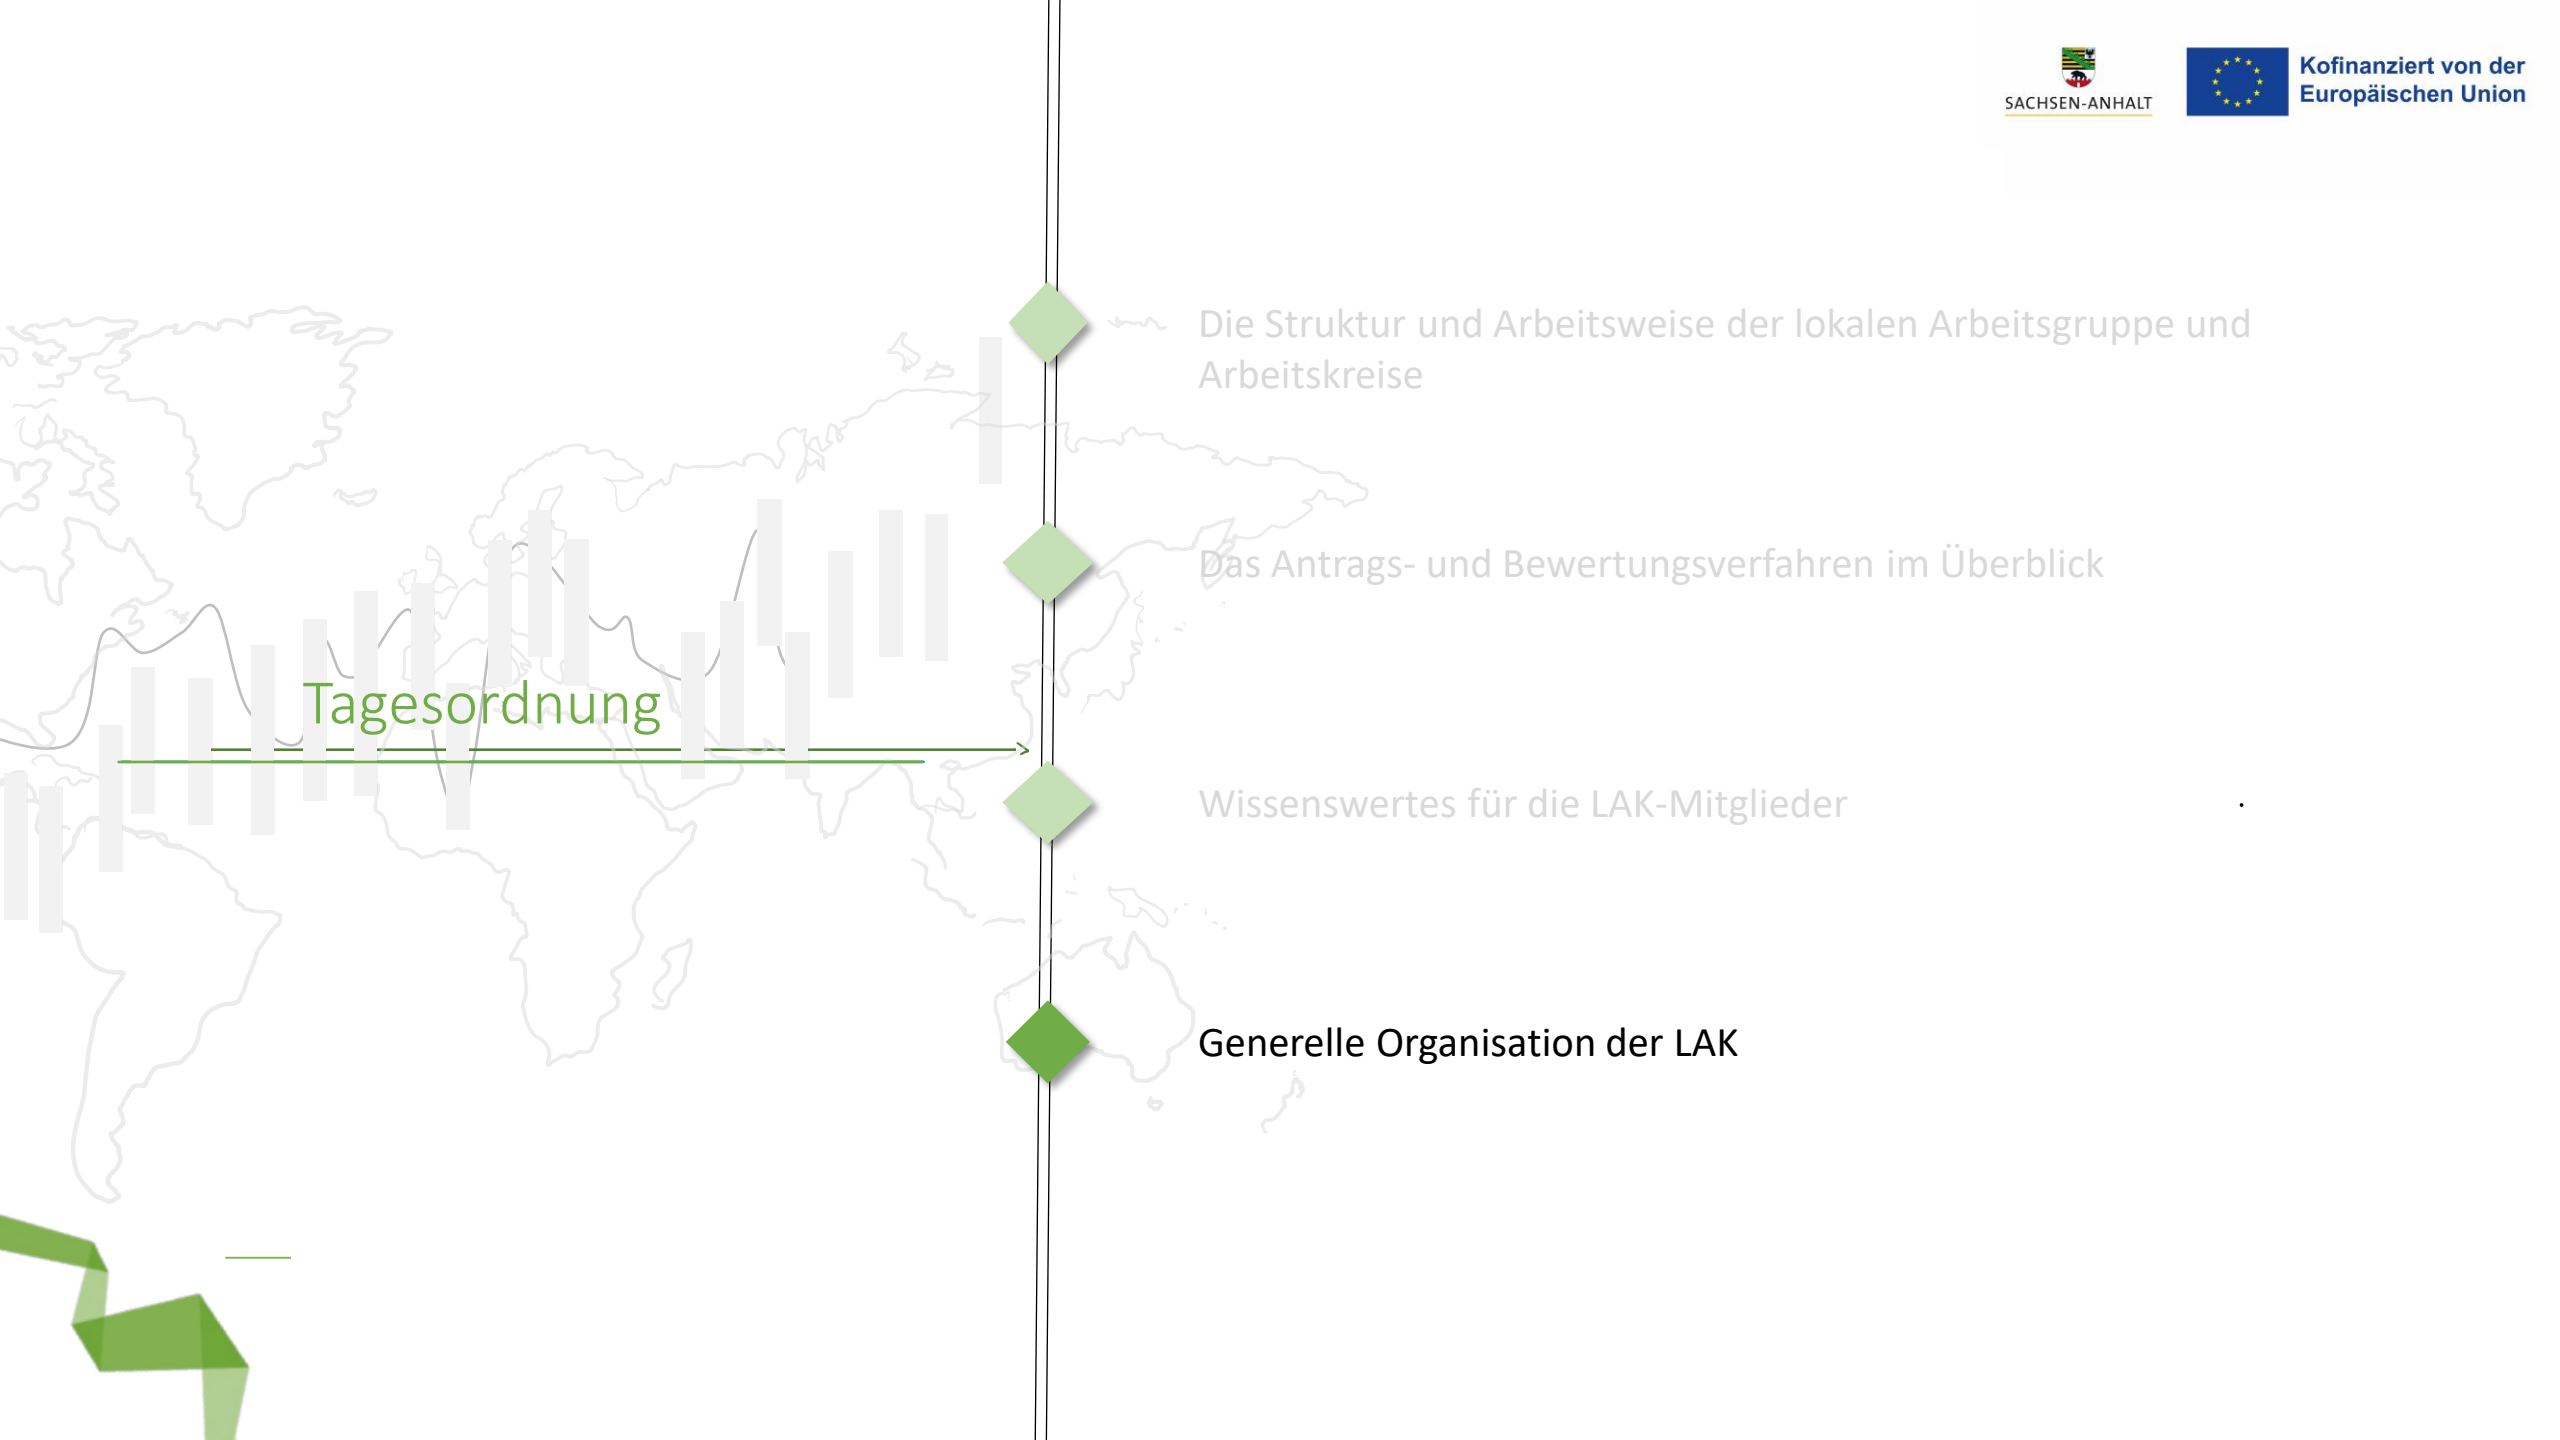 SACHSEN-ANHALT
Kofinanziert von der
Europäischen Union
Die Struktur und Arbeitsweise der lokalen Arbeitsgruppe und
Arbeitskreise
Das Antrags- und Bewertungsverfahren im Überblick
Tagesordnung
Wissenswertes für die LAK-Mitglieder
.
Generelle Organisation der LAK